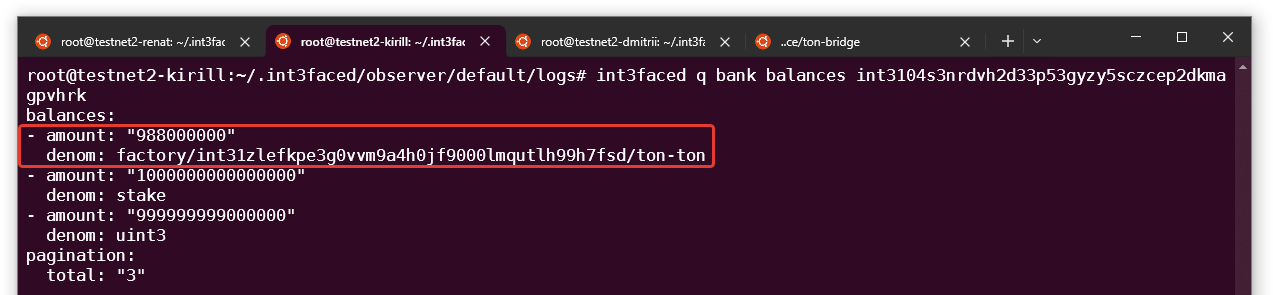 root@testnet2-renat: ~/.int3fac
root@testnet2-kirill: ~/.int3fac
root@testnet2-dmitrii: ~/.int3fa
..ce/ton-bridge
root@testnet2-kirill:~/.int3faced/observer/default/logs# int3faced q bank balances int3104s3nrdvh2d33p53gyzy5sczcep2dkma
gpvhrk
balances:
- amount: "988000000"
  denom: factory/int31zlefkpe3g0vvm9a4h0jf9000lmqutlh99h7fsd/ton-ton
- amount: "1000000000000000"
  denom: stake
- amount: "999999999000000"
  denom: uint3
pagination:
  total: "3"